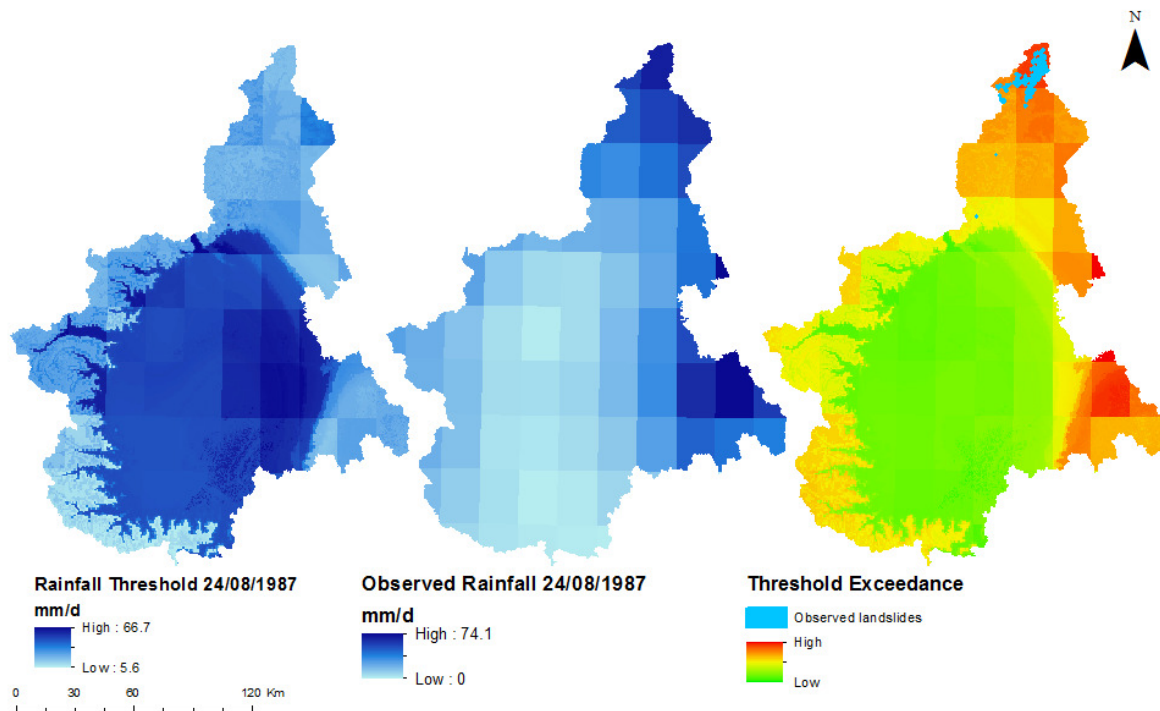 N
Rainfall Threshold 24/08/1987
mm/d
High : 66.7
Low : 5.6
0 30 60 120 Km
Observed Rainfall 24/08/1987
mm/d
High : 74.1
Low : 0
Threshold Exceedance
Observed landslides
High
Low